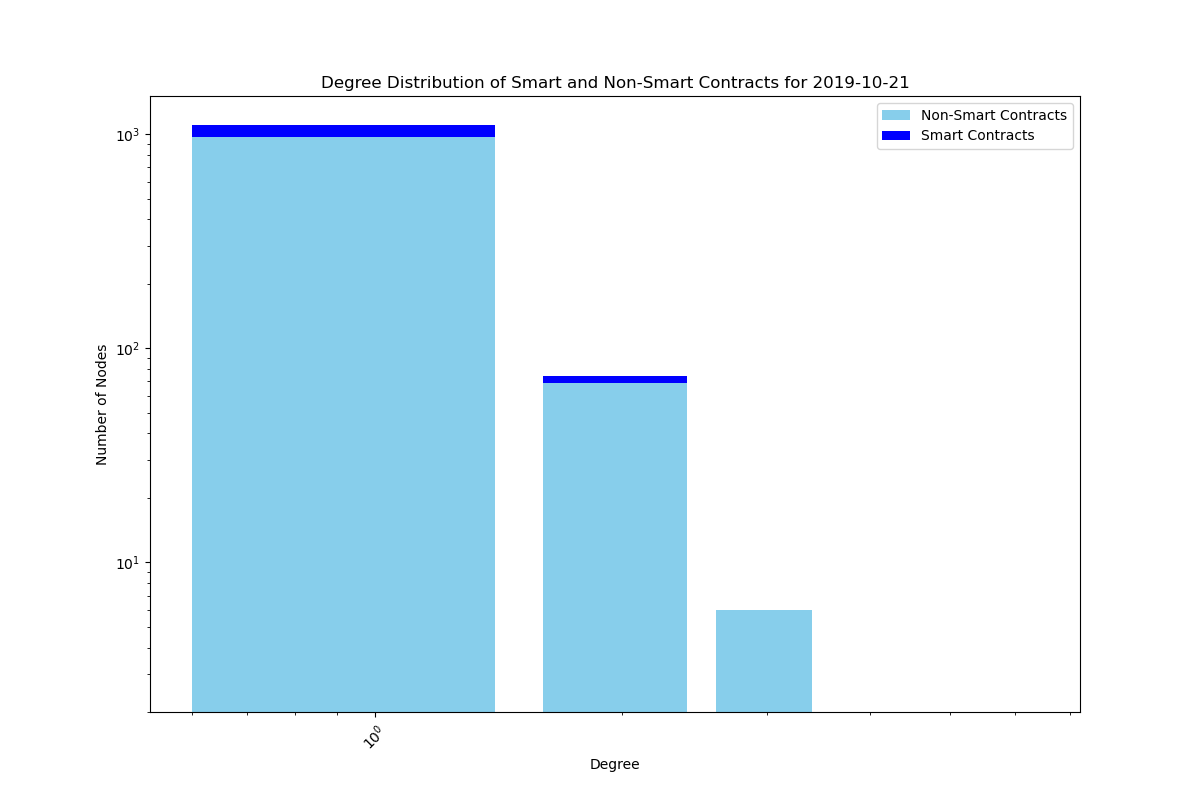 Degree Distribution of Smart and Non-Smart Contracts for 2019-10-21
Non-Smart Contracts
Smart Contracts
10³
10²
10¹
Number of Nodes
10⁰
Degree